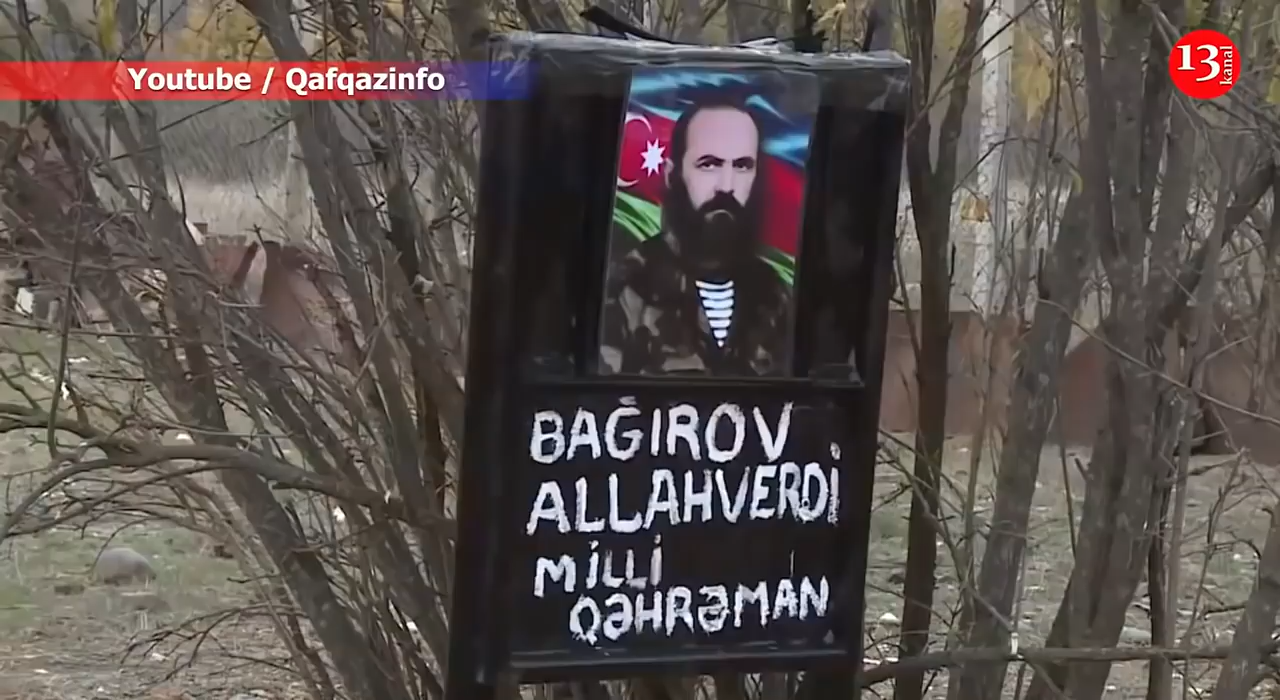 Youtube / Qafqazinfo
13
kanal
BAĞIROV
ALLAHVERDİ
MİLLİ
QƏHRƏMAN